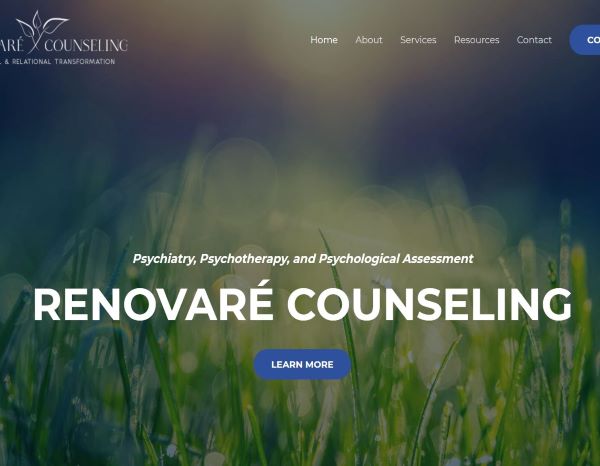 ARÉ COUNSELING
& RELATIONAL TRANSFORMATION
Home About Services Resources Contact CO
Psychiatry, Psychotherapy, and Psychological Assessment
RENOVARÉ COUNSELING
LEARN MORE